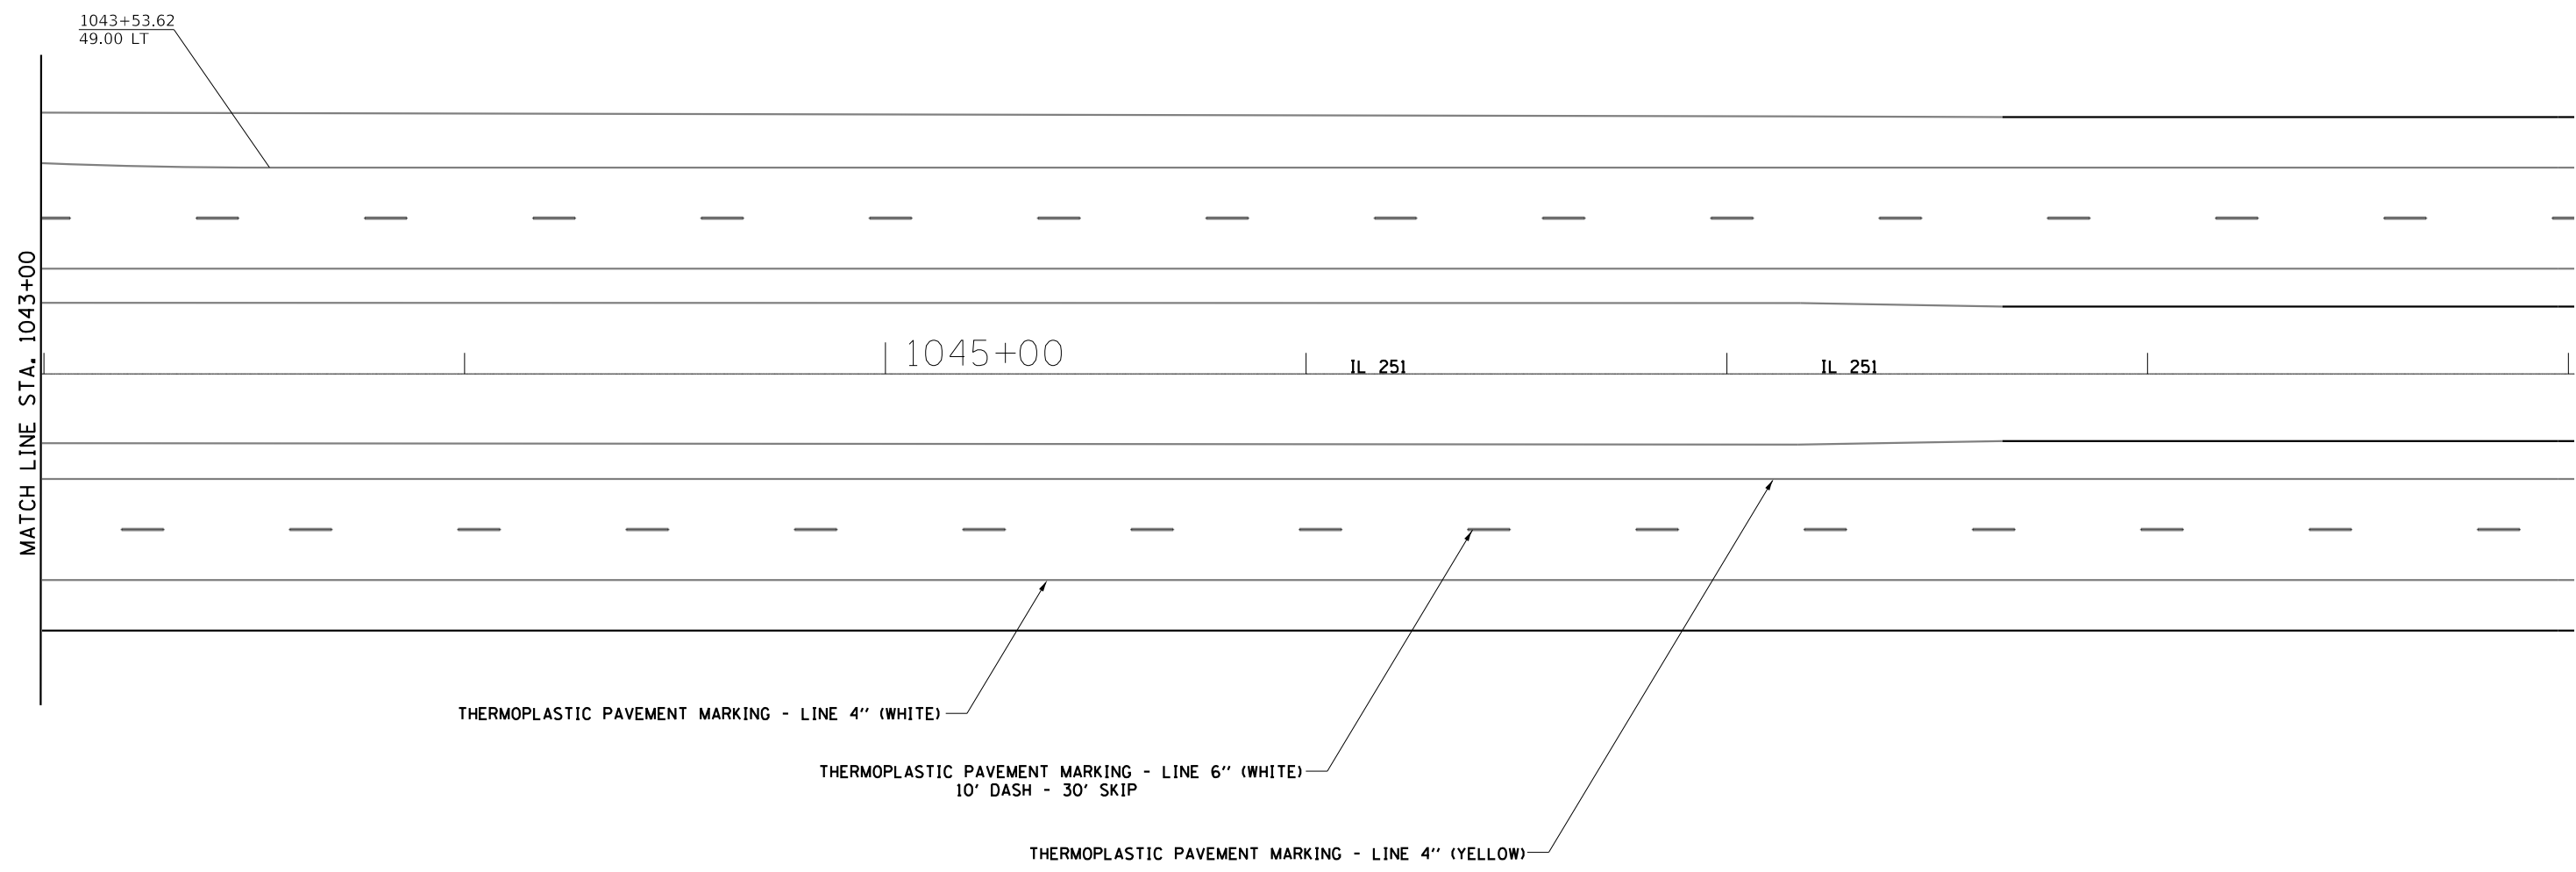 1043+53.62
49.00 LT
MATCH LINE STA. 1043+00
1045+00
IL 251
IL 251
THERMOPLASTIC PAVEMENT MARKING - LINE 4" (WHITE)
THERMOPLASTIC PAVEMENT MARKING - LINE 6" (WHITE)
10' DASH - 30' SKIP
THERMOPLASTIC PAVEMENT MARKING - LINE 4" (YELLOW)